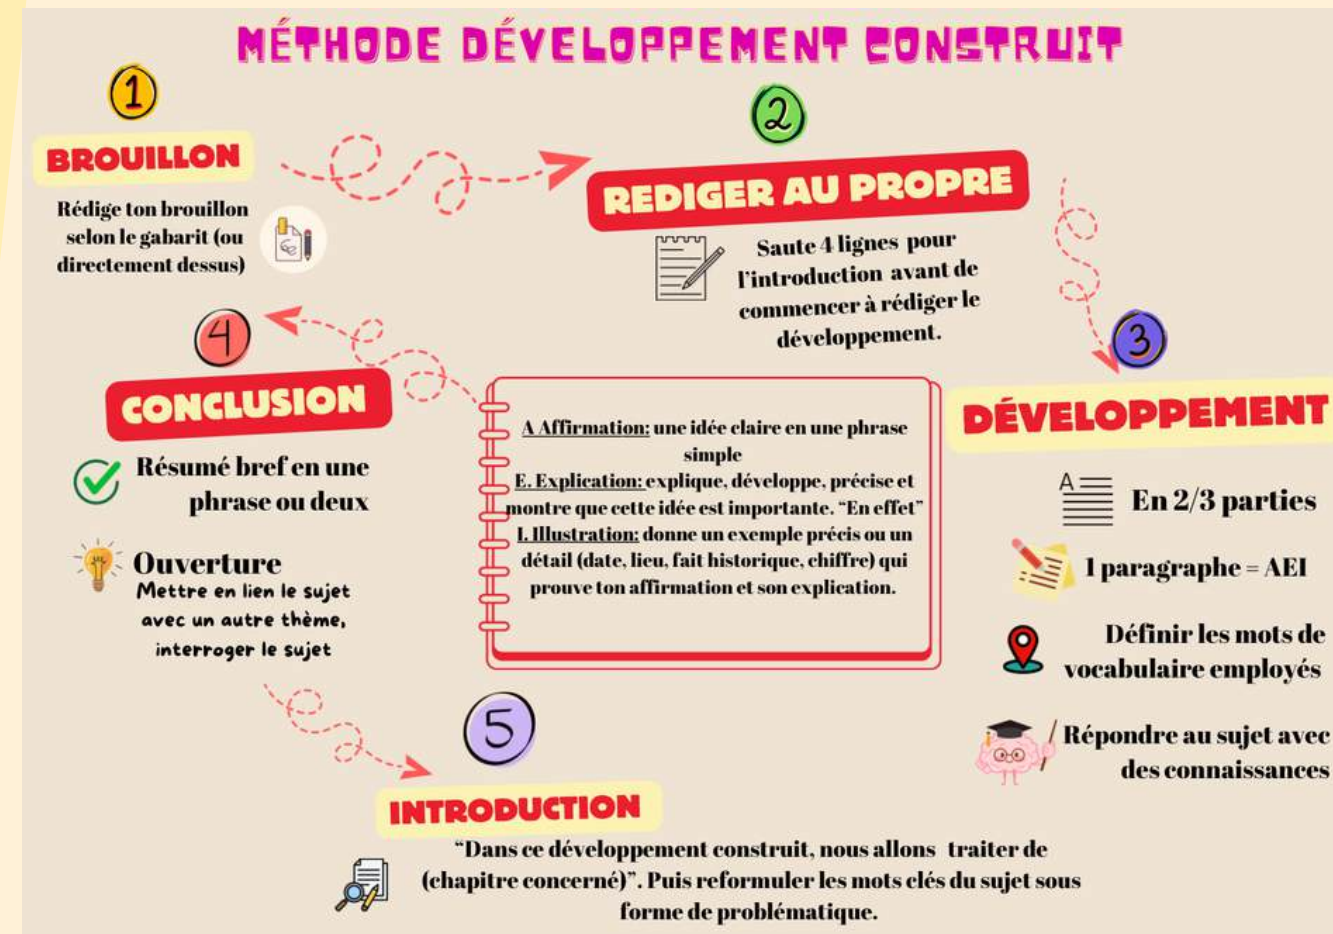 MÉTHODE DÉVELOPPEMENT CONSTRUIT
1
BROUILLON
Rédige ton brouillon
selon le gabarit (ou
directement dessus)
2
REDIGER AU PROPRE
Saute 4 lignes pour
l'introduction avant de
commencer à rédiger le
développement.
3
DÉVELOPPEMENT
A
En 2/3 parties
1 paragraphe = AEI
Définir les mots de
vocabulaire employés
Répondre au sujet avec
des connaissances
A Affirmation: une idée claire en une phrase
simple
E. Explication: explique, développe, précise et
montre que cette idée est importante. "En effet"
I. Illustration: donne un exemple précis ou un
détail (date, lieu, fait historique, chiffre) qui
prouve ton affirmation et son explication.
4
CONCLUSION
Résumé bref en une
phrase ou deux
Ouverture
Mettre en lien le sujet
avec un autre thème,
interroger le sujet
5
INTRODUCTION
"Dans ce développement construit, nous allons traiter de
(chapitre concerné)". Puis reformuler les mots clés du sujet sous
forme de problématique.